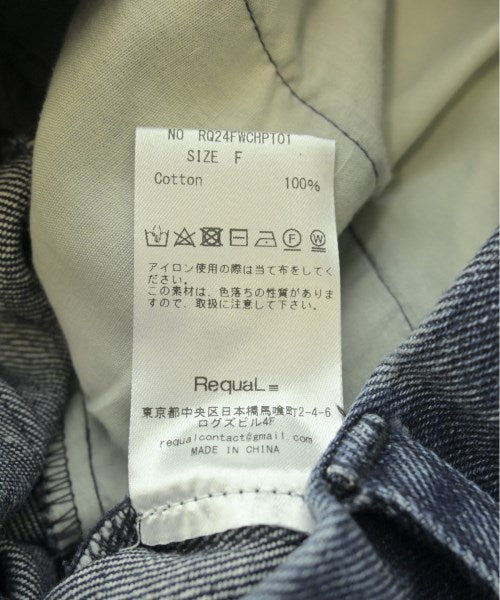 NO RQ24FWCHPT01
SIZE F
Cotton 100%
F W
アイロン使用の際は当て布をしてく
ださい。
この素材は、色落ちの性質がありま
すので、取扱に注意して下さい。
RequaL≡
東京都中央区日本橋馬喰町2-4-6
ログズビル4F
requalcontact@gmail.com
MADE IN CHINA